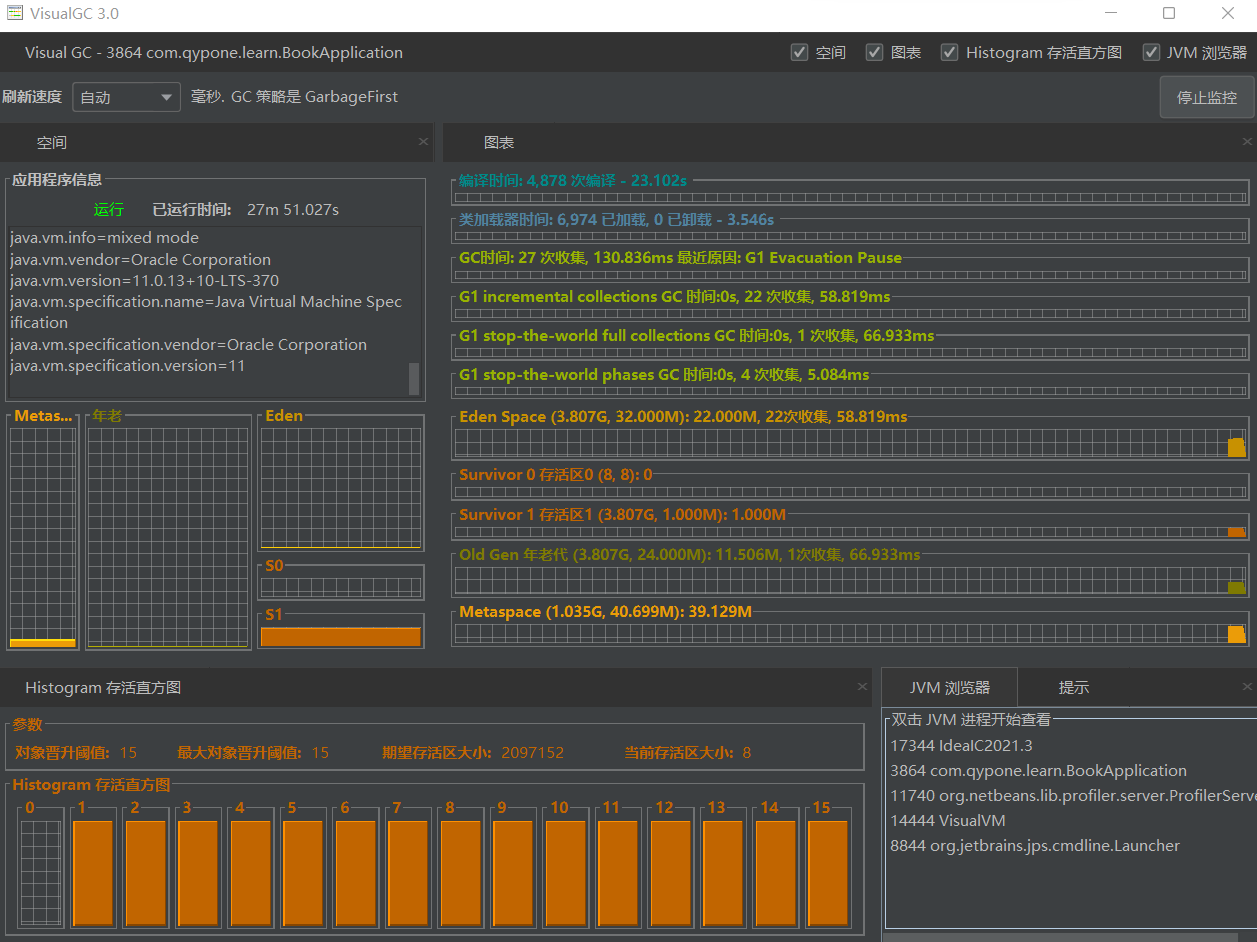 VisualGC 3.0
Visual GC - 3864 com.qypone.learn.BookApplication
空间 图表 Histogram 存活直方图 JVM 浏览器
刷新速度 自动 毫秒. GC 策略是 GarbageFirst 停止监控
空间
应用程序信息
运行 已运行时间: 27m 51.027s
java.vm.info=mixed mode
java.vm.vendor=Oracle Corporation
java.vm.version=11.0.13+10-LTS-370
java.vm.specification.name=Java Virtual Machine Spec
ification
java.vm.specification.vendor=Oracle Corporation
java.vm.specification.version=11
Metas... 年老 Eden
S0
S1
图表
编译时间: 4,878 次编译 - 23.102s
类加载器时间: 6,974 已加载, 0 已卸载 - 3.546s
GC时间: 27 次收集, 130.836ms 最近原因: G1 Evacuation Pause
G1 incremental collections GC 时间:0s, 22 次收集, 58.819ms
G1 stop-the-world full collections GC 时间:0s, 1 次收集, 66.933ms
G1 stop-the-world phases GC 时间:0s, 4 次收集, 5.084ms
Eden Space (3.807G, 32.000M): 22.000M, 22次收集, 58.819ms
Survivor 0 存活区0 (8, 8): 0
Survivor 1 存活区1 (3.807G, 1.000M): 1.000M
Old Gen 年老代 (3.807G, 24.000M): 11.506M, 1次收集, 66.933ms
Metaspace (1.035G, 40.699M): 39.129M
Histogram 存活直方图
参数
对象晋升阈值: 15 最大对象晋升阈值: 15 期望存活区大小: 2097152 当前存活区大小: 8
Histogram 存活直方图
0 1 2 3 4 5 6 7 8 9 10 11 12 13 14 15
JVM 浏览器 提示
双击 JVM 进程开始查看
17344 IdeaIC2021.3
3864 com.qypone.learn.BookApplication
11740 org.netbeans.lib.profiler.server.ProfilerServe
14444 VisualVM
8844 org.jetbrains.jps.cmdline.Launcher